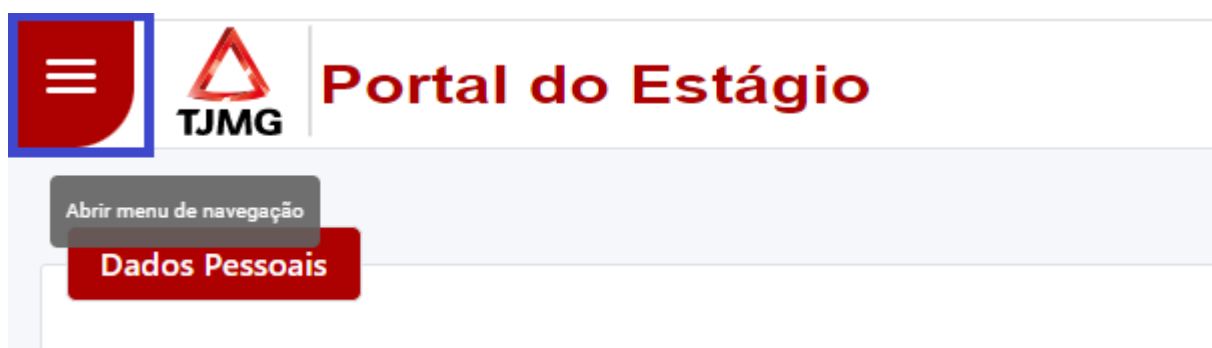 TJMG
Portal do Estágio
Abrir menu de navegação
Dados Pessoais